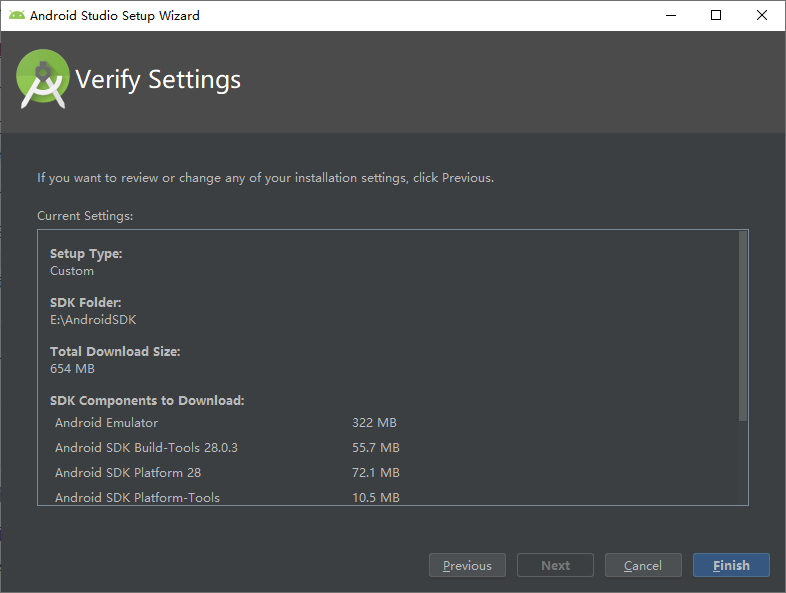 Android Studio Setup Wizard
Verify Settings
If you want to review or change any of your installation settings, click Previous.
Current Settings:
Setup Type:
Custom
SDK Folder:
E:\AndroidSDK
Total Download Size:
654 MB
SDK Components to Download:
Android Emulator 322 MB
Android SDK Build-Tools 28.0.3 55.7 MB
Android SDK Platform 28 72.1 MB
Android SDK Platform-Tools 10.5 MB
Previous Next Cancel Finish